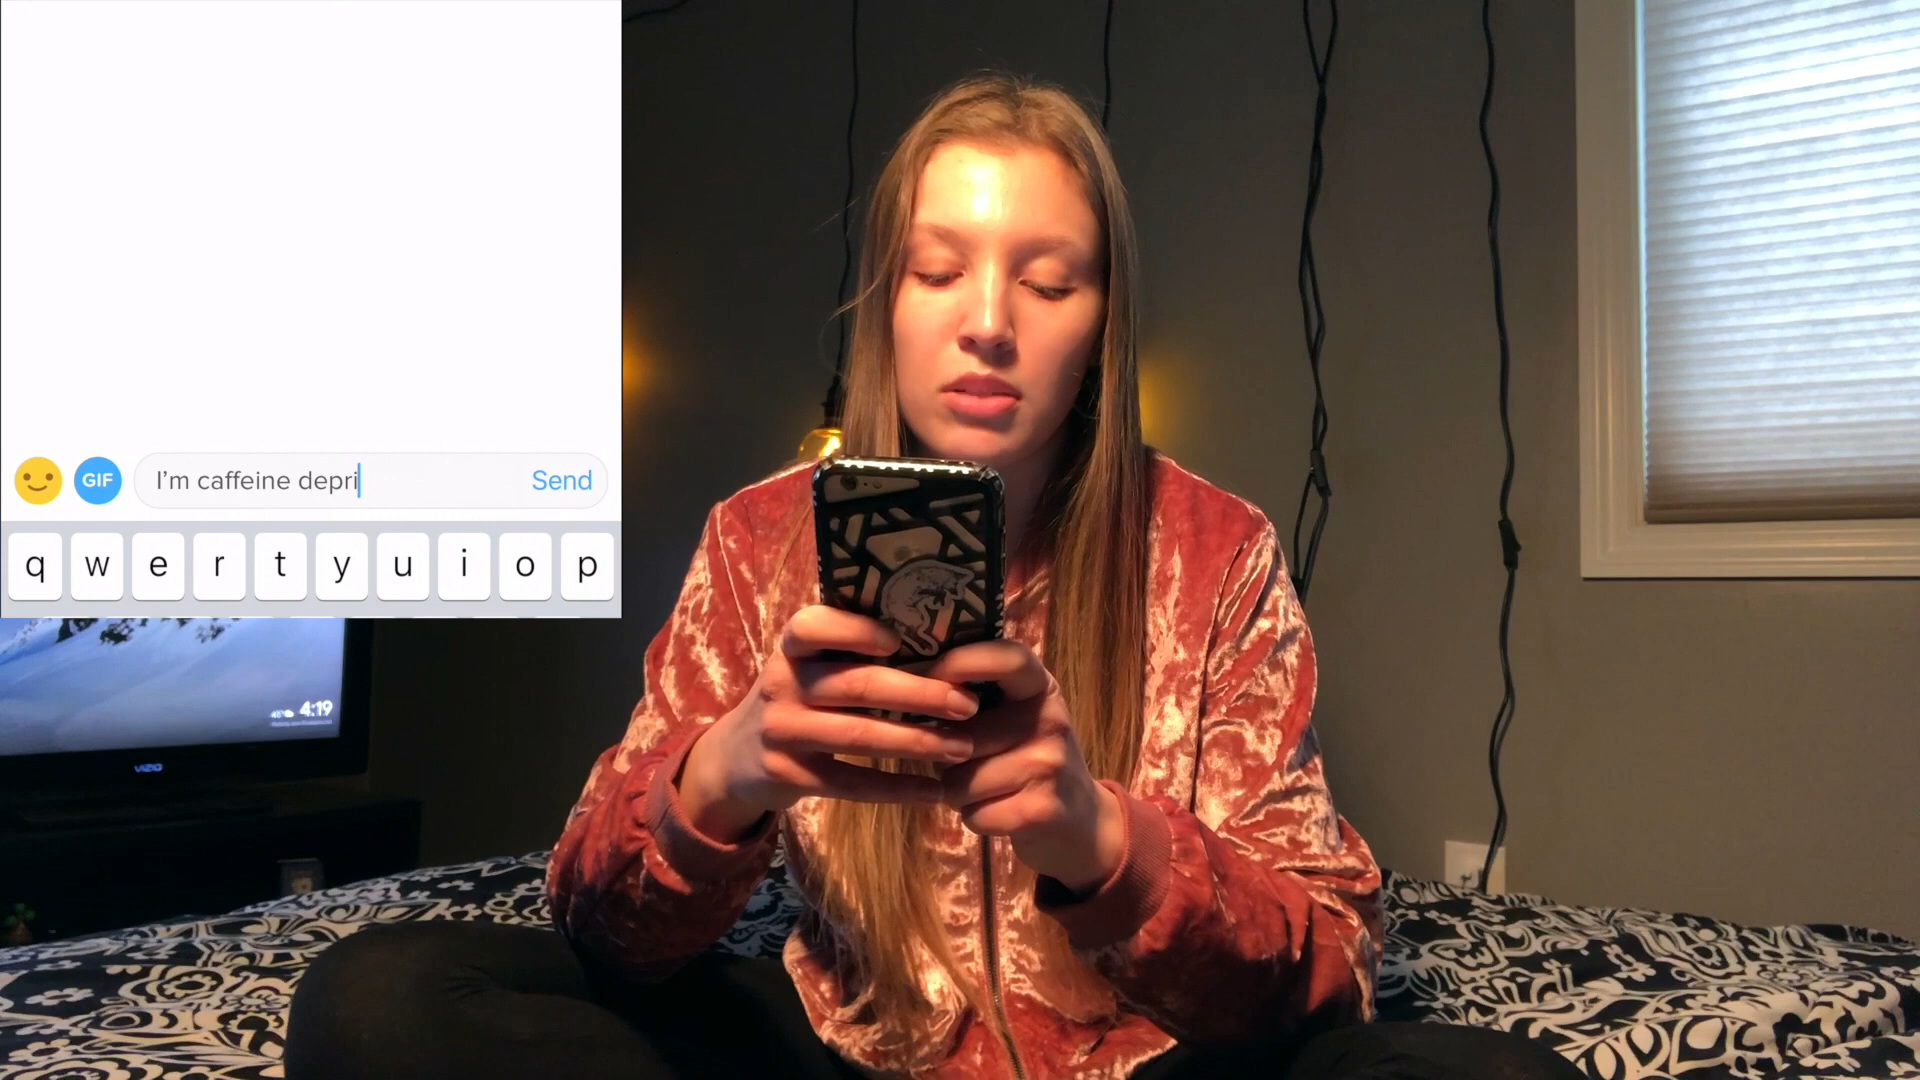 GIF I’m caffeine depri Send
q w e r t y u i o p
4:19
VIZIO